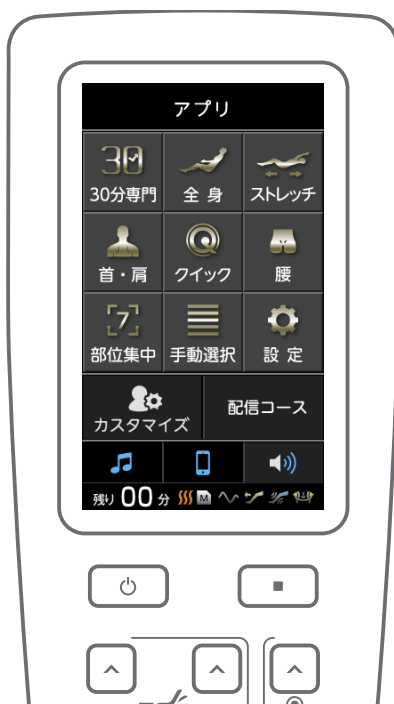 アプリ
30
30分専門
全身
ストレッチ
首・肩
クイック
腰
7
部位集中
手動選択
設定
カスタマイズ
配信コース
残り 00 分 M